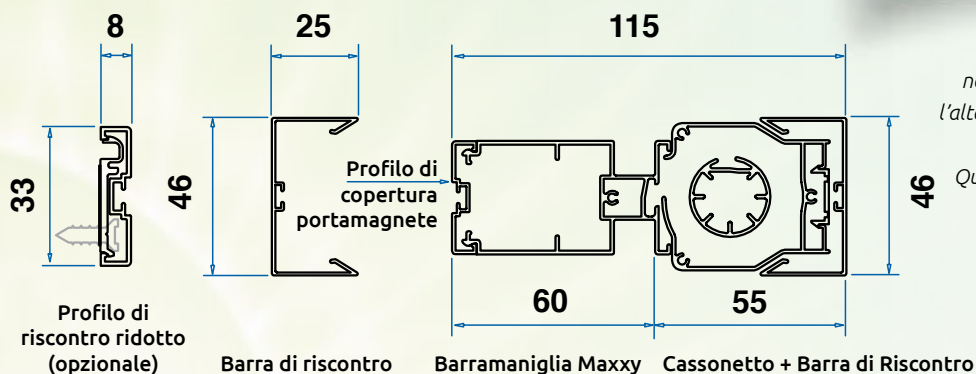 8
25
115
33
46
Profilo di
copertura
portamagnete
46
60
55
Profilo di
riscontro ridotto
(opzionale)
Barra di riscontro
Barramaniglia Maxxy
Cassonetto + Barra di Riscontro